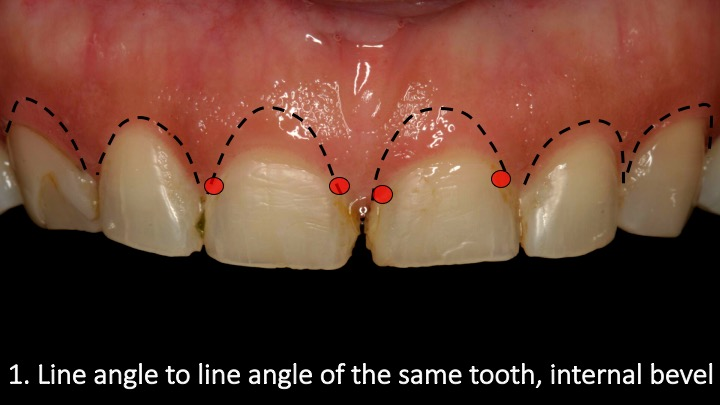 1. Line angle to line angle of the same tooth, internal bevel